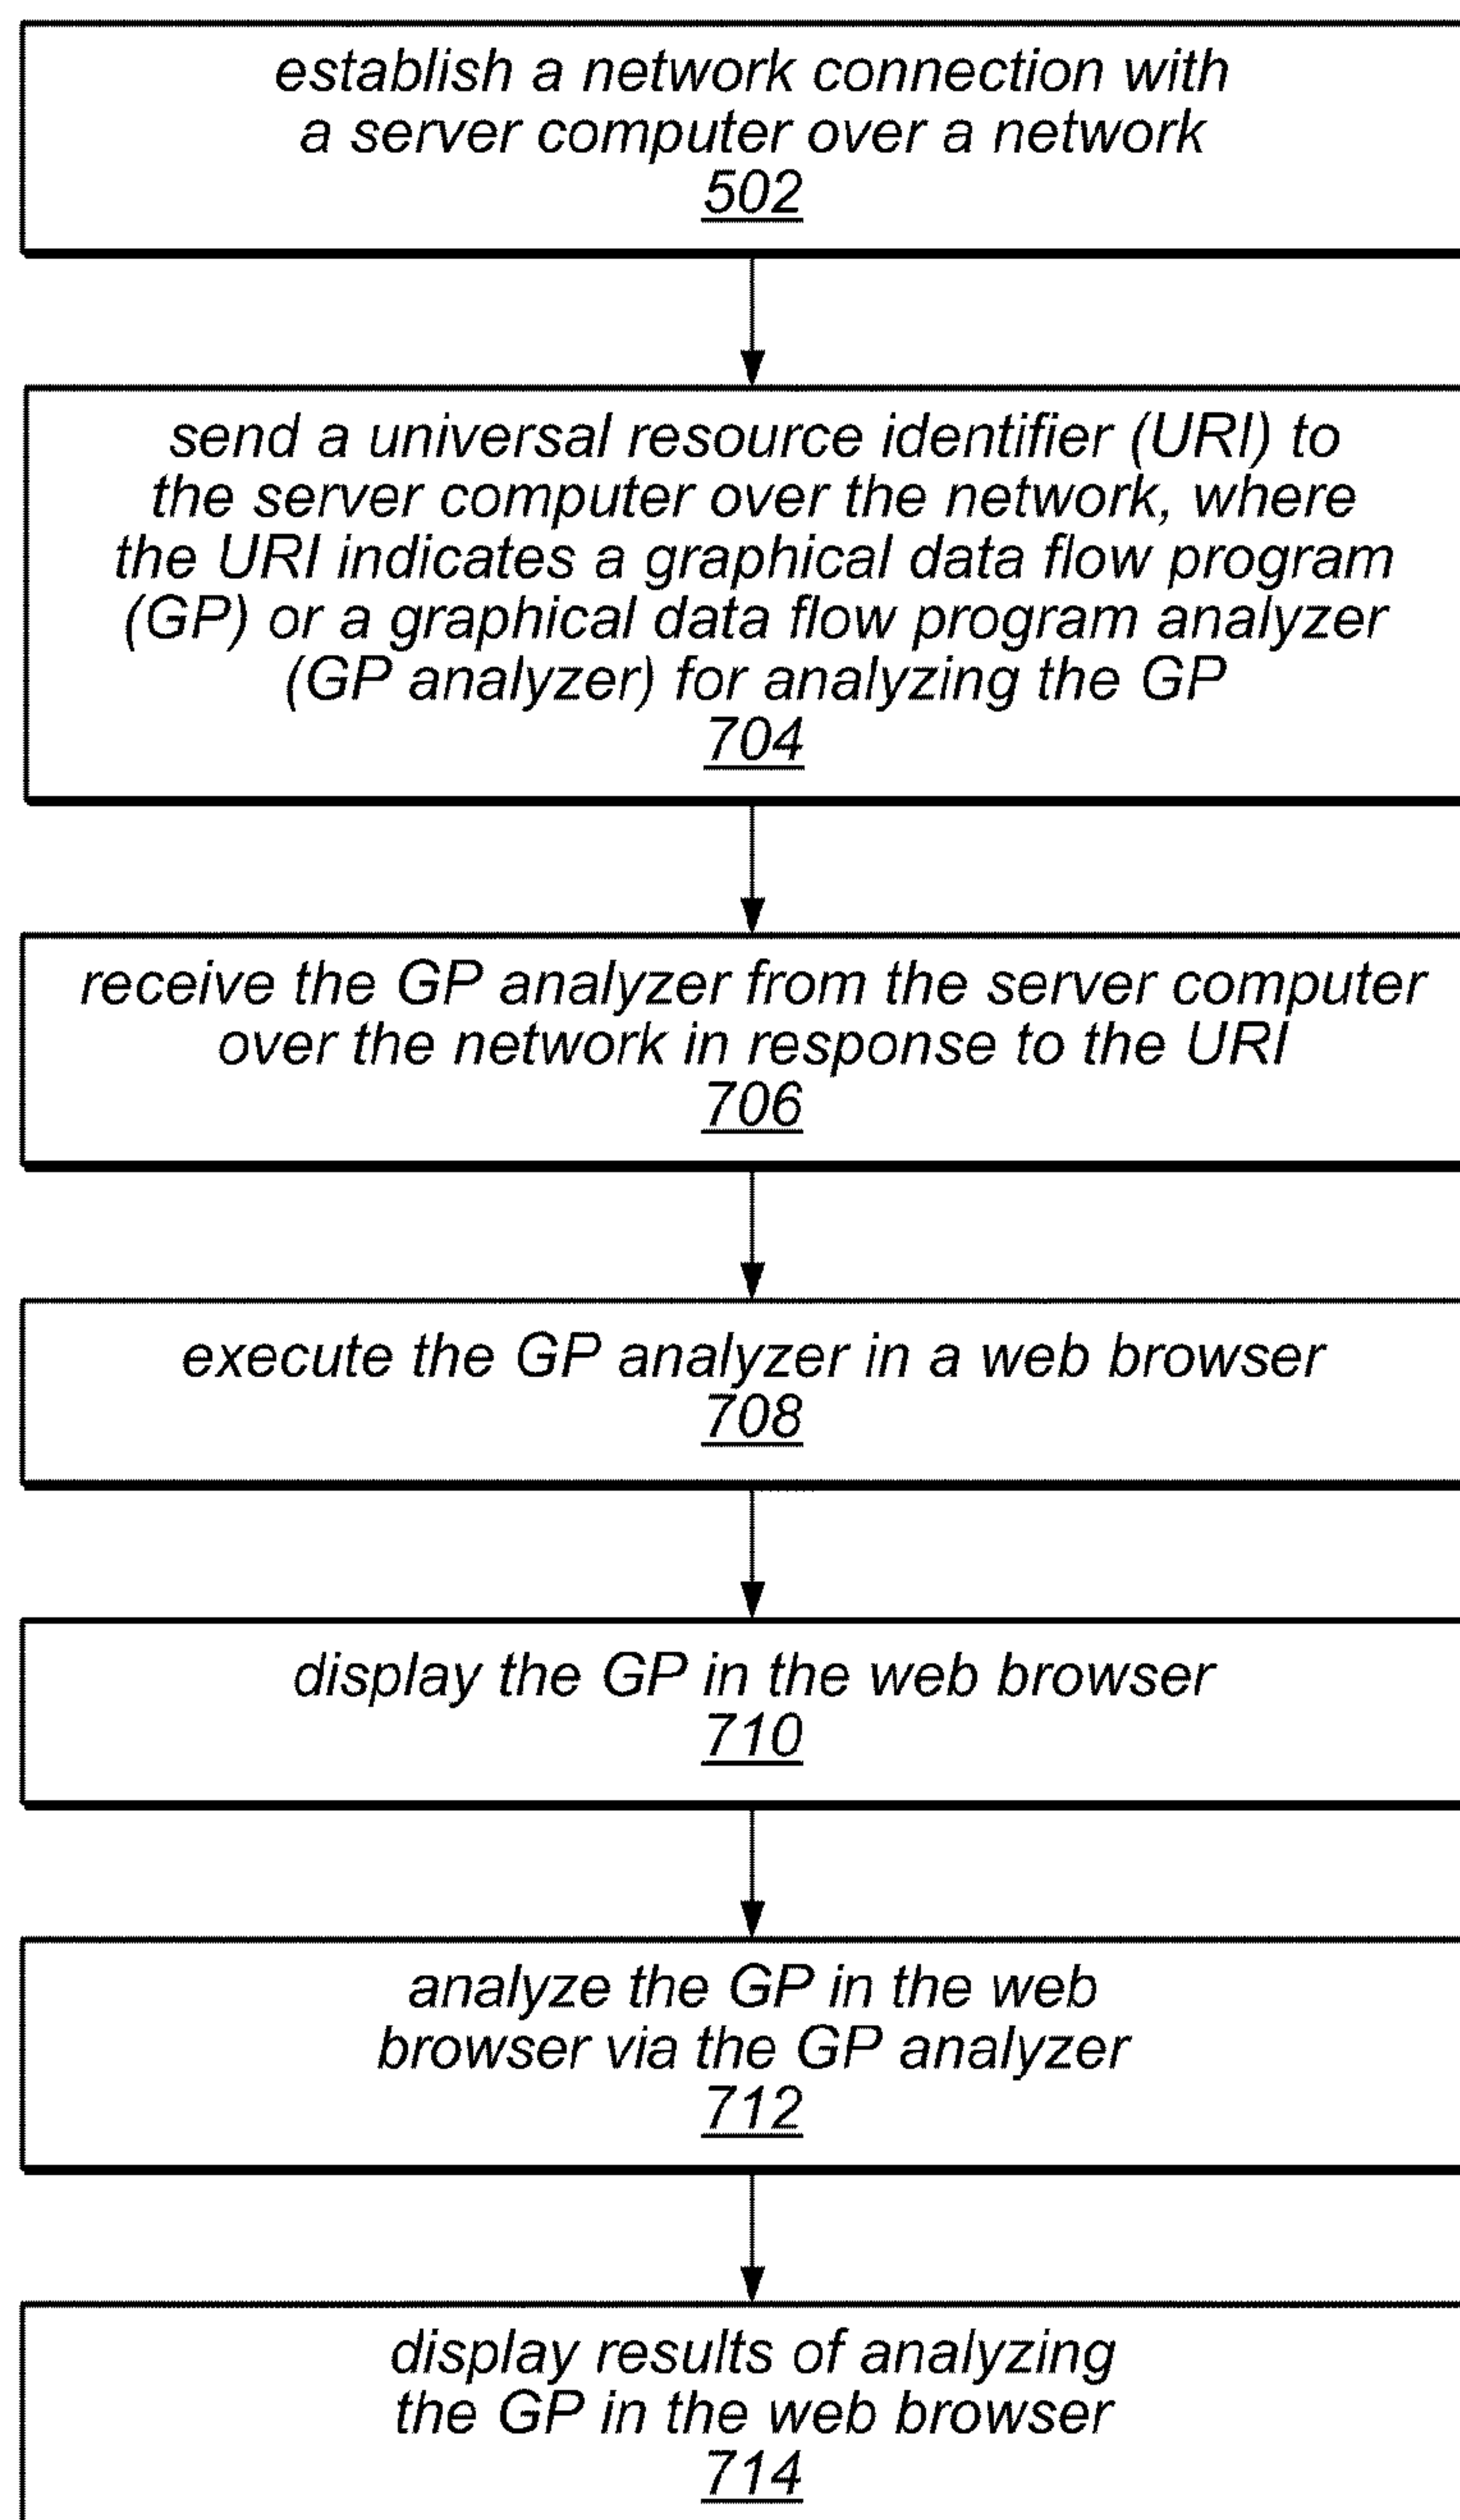 establish a network connection with
a server computer over a network
502
send a universal resource identifier (URI) to
the server computer over the network, where
the URI indicates a graphical data flow program
(GP) or a graphical data flow program analyzer
(GP analyzer) for analyzing the GP
704
receive the GP analyzer from the server computer
over the network in response to the URI
706
execute the GP analyzer in a web browser
708
display the GP in the web browser
710
analyze the GP in the web
browser via the GP analyzer
712
display results of analyzing
the GP in the web browser
714